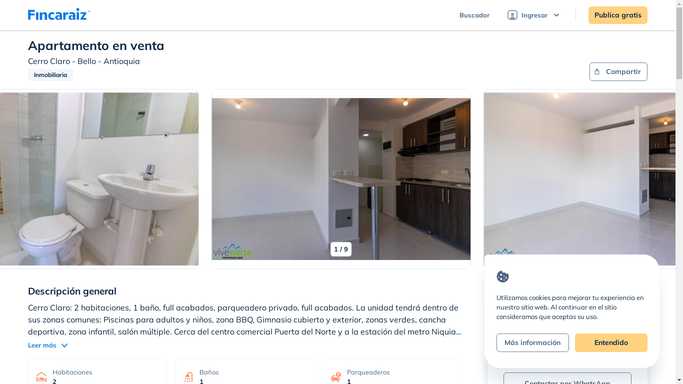 Fincaraiz
Buscador
Ingresar
Publica gratis
Apartamento en venta
Cerro Claro - Bello - Antioquia
Inmobiliaria
Compartir
1 / 9
Descripción general
Cerro Claro: 2 habitaciones, 1 baño, full acabados, parqueadero privado, full acabados. La unidad tendrá dentro de
sus zonas comunes: Piscinas para adultos y niños, zona BBQ, Gimnasio cubierto y exterior, zonas verdes, cancha
deportiva, zona infantil, salón múltiple. Cerca del centro comercial Puerta del Norte y a la estación del metro Niquia...
Leer más
Habitaciones
2
Baños
1
Parqueaderos
1
Utilizamos cookies para mejorar tu experiencia en
nuestro sitio web. Al continuar en el sitio
consideramos que aceptas su uso.
Más información
Entendido
Contactar por WhatsApp